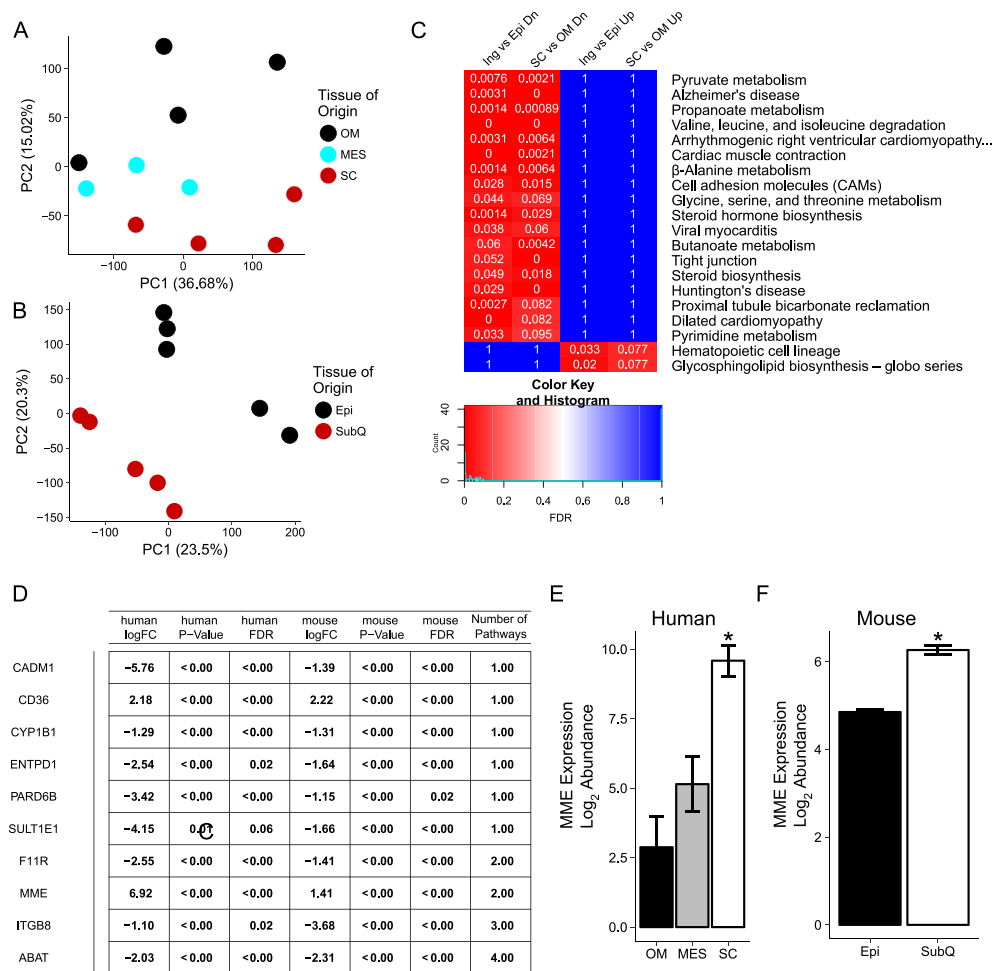 A
PC2 (15.02%)
100
50
0
−50
−100
0
100
PC1 (36.68%)
Tissue of
Origin
OM
MES
SC
B
PC2 (20.3%)
150
100
50
0
−50
−100
−150
−100
0
100
200
PC1 (23.5%)
Tissue of
Origin
Epi
SubQ
C
Ing vs Epi Dn
SC vs OM Dn
Ing vs Epi Up
SC vs OM Up
0.0076 0.0021 1 1 Pyruvate metabolism
0.0031 0 1 1 Alzheimer's disease
0.0014 0.00089 1 1 Propanoate metabolism
0 0 1 1 Valine, leucine, and isoleucine degradation
0.0031 0.0064 1 1 Arrhythmogenic right ventricular cardiomyopathy...
0 0.0021 1 1 Cardiac muscle contraction
0.0014 0.0064 1 1 β-Alanine metabolism
0.028 0.015 1 1 Cell adhesion molecules (CAMs)
0.044 0.069 1 1 Glycine, serine, and threonine metabolism
0.0014 0.029 1 1 Steroid hormone biosynthesis
0.038 0.06 1 1 Viral myocarditis
0.06 0.0042 1 1 Butanoate metabolism
0.052 0 1 1 Tight junction
0.049 0.018 1 1 Steroid biosynthesis
0.029 0 1 1 Huntington's disease
0.0027 0.082 1 1 Proximal tubule bicarbonate reclamation
0 0.082 1 1 Dilated cardiomyopathy
0.033 0.095 1 1 Pyrimidine metabolism
1 1 0.033 0.077 Hematopoietic cell lineage
1 1 0.02 0.077 Glycosphingolipid biosynthesis – globo series
Color Key
and Histogram
Count
40
20
0
0 0.2 0.4 0.6 0.8 1
FDR
D
human logFC human P−Value human FDR mouse logFC mouse P−Value mouse FDR Number of Pathways
CADM1 −5.76 <0.00 <0.00 −1.39 <0.00 <0.00 1.00
CD36 2.18 <0.00 <0.00 2.22 <0.00 <0.00 1.00
CYP1B1 −1.29 <0.00 <0.00 −1.31 <0.00 <0.00 1.00
ENTPD1 −2.54 <0.00 0.02 −1.64 <0.00 <0.00 1.00
PARD6B −3.42 <0.00 <0.00 −1.15 <0.00 0.02 1.00
SULT1E1 −4.15 0.01 0.06 −1.66 <0.00 <0.00 1.00
C
F11R −2.55 <0.00 <0.00 −1.41 <0.00 <0.00 2.00
MME 6.92 <0.00 <0.00 1.41 <0.00 <0.00 2.00
ITGB8 −1.10 <0.00 0.02 −3.68 <0.00 <0.00 3.00
ABAT −2.03 <0.00 <0.00 −2.31 <0.00 <0.00 4.00
E
Human
MME Expression
Log2 Abundance
10.0
7.5
5.0
2.5
0.0
*
OM MES SC
F
Mouse
MME Expression
Log2 Abundance
6
4
2
0
*
Epi SubQ